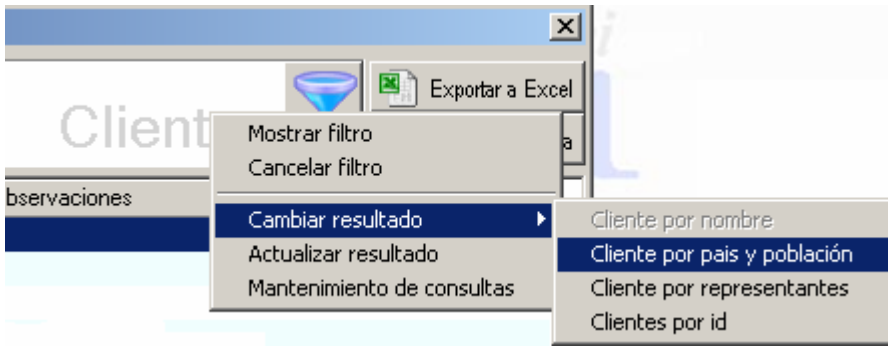 Exportar a Excel
Client
Mostrar filtro
a
Cancelar filtro
bservaciones
Cambiar resultado
Cliente por nombre
Actualizar resultado
Cliente por pais y población
Mantenimiento de consultas
Cliente por representantes
Clientes por id